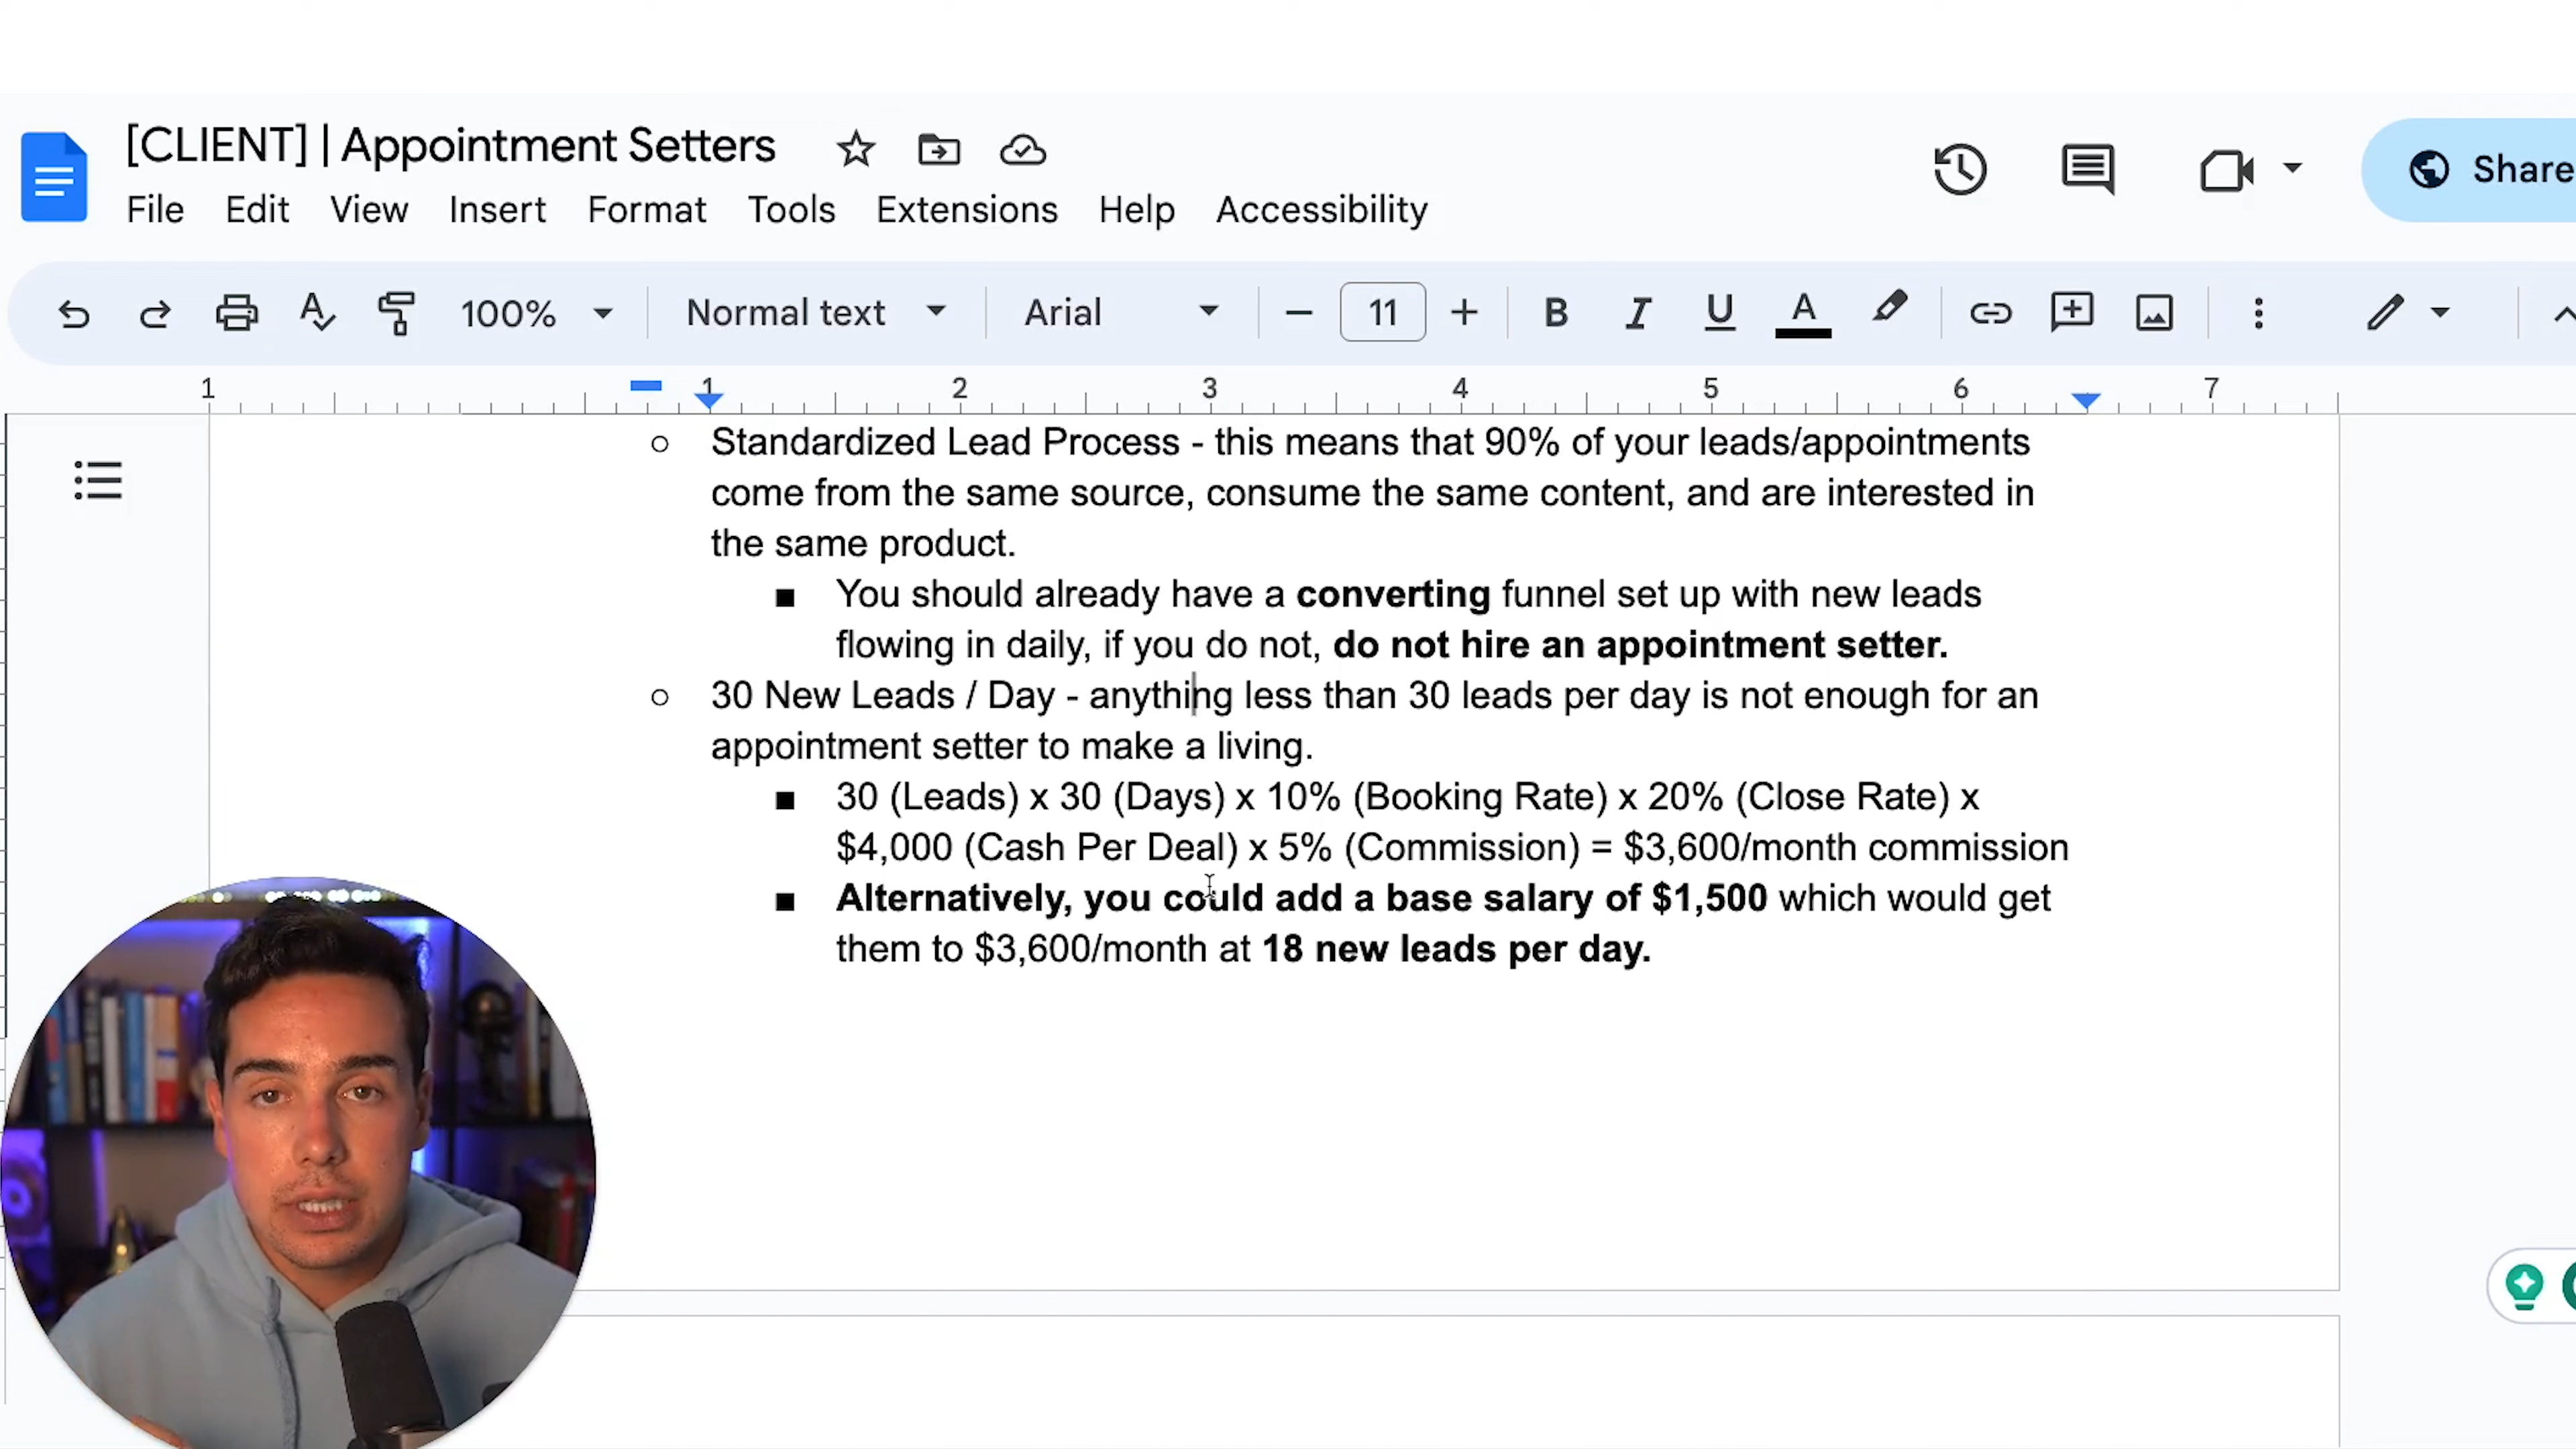 [CLIENT] | Appointment Setters
File Edit View Insert Format Tools Extensions Help Accessibility
Share
100% Normal text Arial 11
1 1 2 3 4 5 6 7
○ Standardized Lead Process - this means that 90% of your leads/appointments
come from the same source, consume the same content, and are interested in
the same product.
■ You should already have a converting funnel set up with new leads
flowing in daily, if you do not, do not hire an appointment setter.
○ 30 New Leads / Day - anything less than 30 leads per day is not enough for an
appointment setter to make a living.
■ 30 (Leads) x 30 (Days) x 10% (Booking Rate) x 20% (Close Rate) x
$4,000 (Cash Per Deal) x 5% (Commission) = $3,600/month commission
■ Alternatively, you could add a base salary of $1,500 which would get
them to $3,600/month at 18 new leads per day.